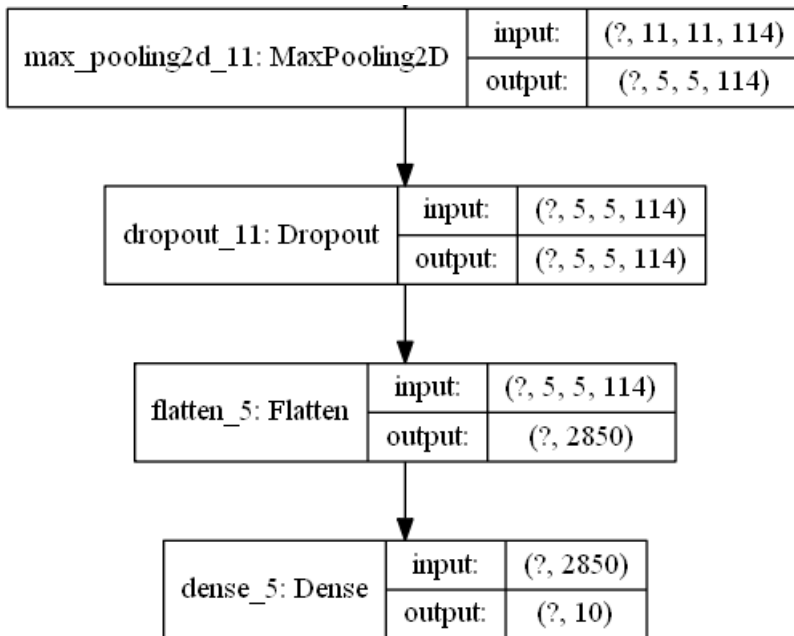 max_pooling2d_11: MaxPooling2D
input: (?, 11, 11, 114)
output: (?, 5, 5, 114)
dropout_11: Dropout
input: (?, 5, 5, 114)
output: (?, 5, 5, 114)
flatten_5: Flatten
input: (?, 5, 5, 114)
output: (?, 2850)
dense_5: Dense
input: (?, 2850)
output: (?, 10)